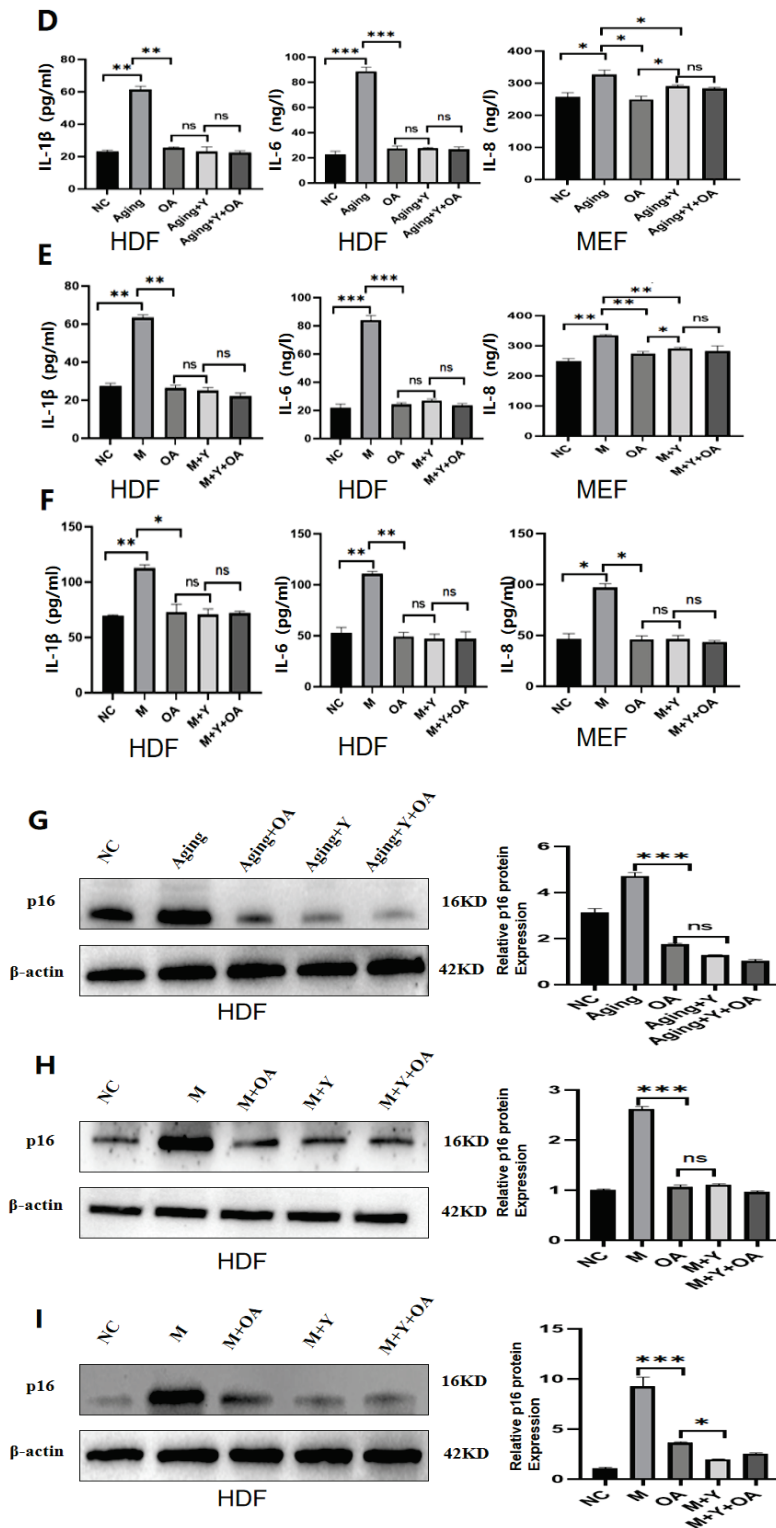 D
IL-1β (pg/ml)
80
60
40
20
0
** **
ns ns
NC Aging OA Aging+Y Aging+Y+OA
HDF
IL-6 (ng/l)
100
80
60
40
20
0
*** ***
ns ns
NC Aging OA Aging+Y Aging+Y+OA
HDF
IL-8 (ng/l)
400
300
200
100
0
*
* * * ns
NC Aging OA Aging+Y Aging+Y+OA
MEF
E
IL-1β (pg/ml)
80
60
40
20
0
** **
ns ns
NC M OA M+Y M+Y+OA
HDF
IL-6 (ng/l)
100
80
60
40
20
0
*** ***
ns ns
NC M OA M+Y M+Y+OA
HDF
IL-8 (ng/l)
400
300
200
100
0
**
** ** * ns
NC M OA M+Y M+Y+OA
MEF
F
IL-1β (pg/ml)
150
100
50
0
** *
ns ns
NC M OA M+Y M+Y+OA
HDF
IL-6 (pg/ml)
150
100
50
0
** **
ns ns
NC M OA M+Y M+Y+OA
HDF
IL-8 (pg/ml)
150
100
50
0
* *
ns ns
NC M OA M+Y M+Y+OA
MEF
G
NC Aging Aging+OA Aging+Y Aging+Y+OA
p16 16KD
β-actin 42KD
HDF
Relative p16 protein
Expression
6
4
2
0
***
ns
NC Aging OA Aging+Y Aging+Y+OA
H
NC M M+OA M+Y M+Y+OA
p16 16KD
β-actin 42KD
HDF
Relative p16 protein
Expression
3
2
1
0
***
ns
NC M OA M+Y M+Y+OA
I
NC M M+OA M+Y M+Y+OA
p16 16KD
β-actin 42KD
HDF
Relative p16 protein
Expression
15
10
5
0
***
*
NC M OA M+Y M+Y+OA